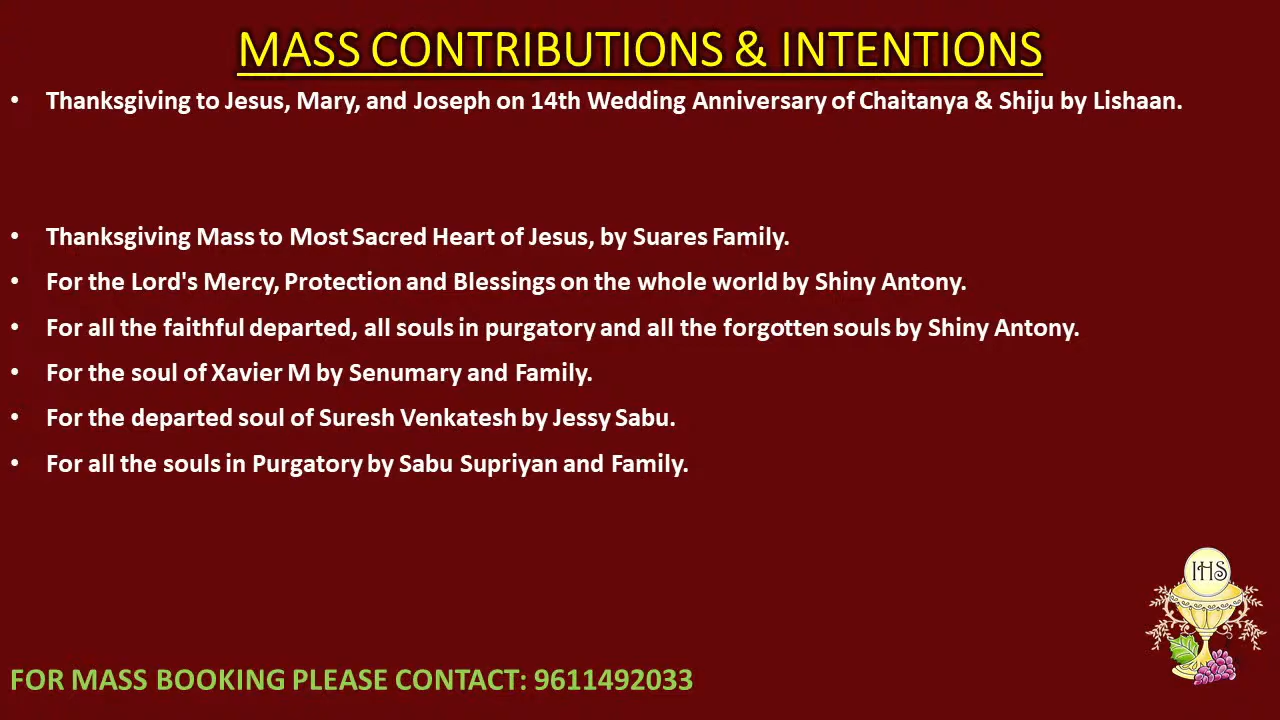 MASS CONTRIBUTIONS & INTENTIONS
• Thanksgiving to Jesus, Mary, and Joseph on 14th Wedding Anniversary of Chaitanya & Shiju by Lishaan.
• Thanksgiving Mass to Most Sacred Heart of Jesus, by Suares Family.
• For the Lord's Mercy, Protection and Blessings on the whole world by Shiny Antony.
• For all the faithful departed, all souls in purgatory and all the forgotten souls by Shiny Antony.
• For the soul of Xavier M by Senumary and Family.
• For the departed soul of Suresh Venkatesh by Jessy Sabu.
• For all the souls in Purgatory by Sabu Supriyan and Family.
IHS
FOR MASS BOOKING PLEASE CONTACT: 9611492033